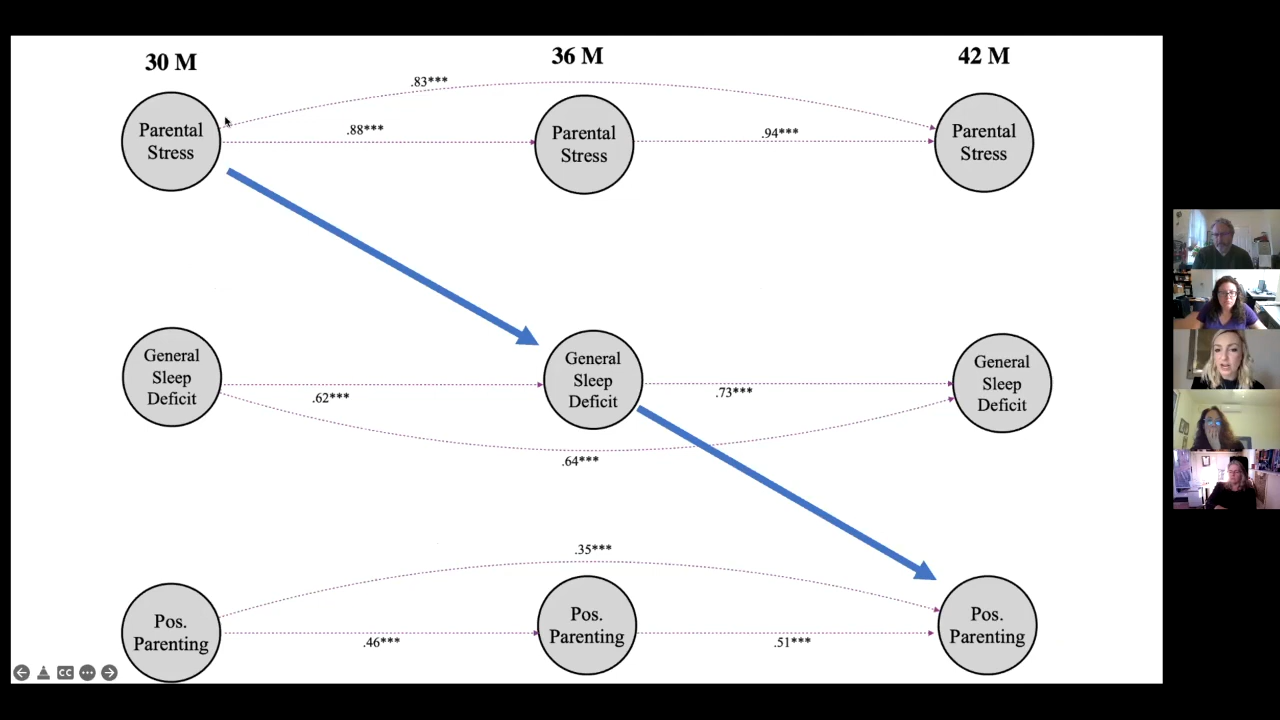 30 M
36 M
42 M
.83***
.88***
.94***
Parental
Stress
Parental
Stress
Parental
Stress
General
Sleep
Deficit
General
Sleep
Deficit
General
Sleep
Deficit
.62***
.73***
.64***
.35***
Pos.
Parenting
Pos.
Parenting
Pos.
Parenting
.46***
.51***
CC